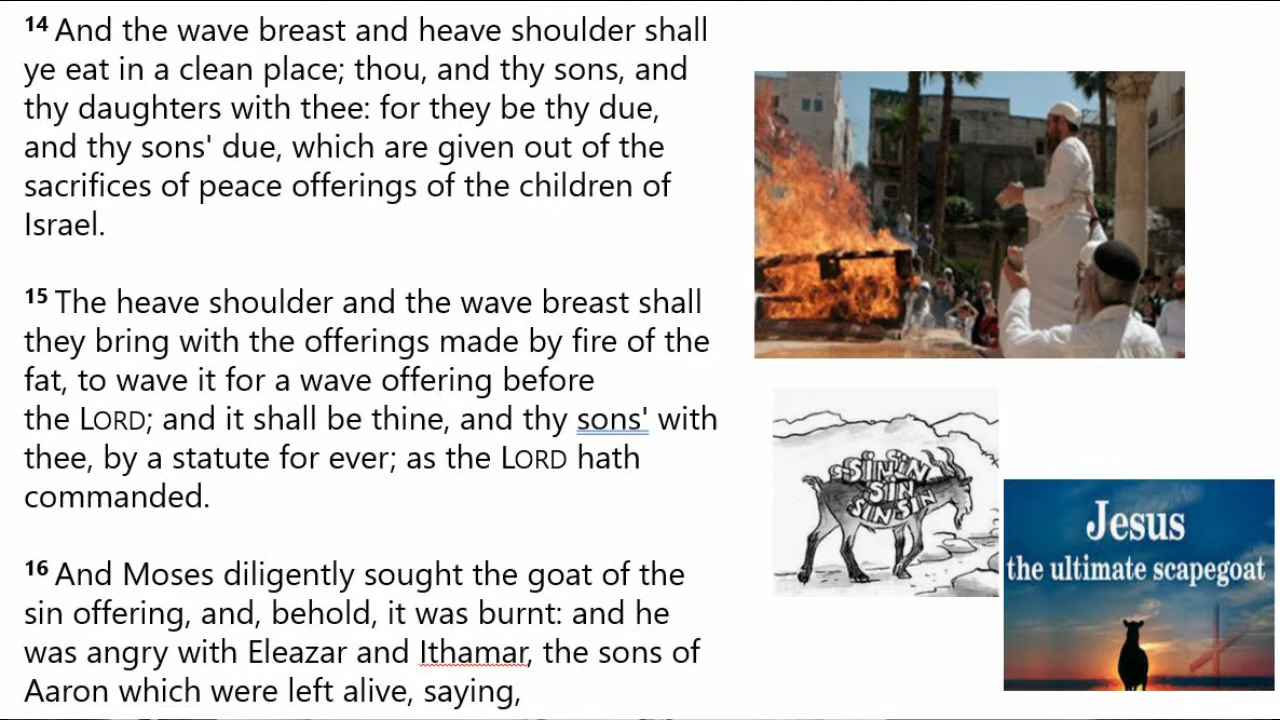 14 And the wave breast and heave shoulder shall
ye eat in a clean place; thou, and thy sons, and
thy daughters with thee: for they be thy due,
and thy sons' due, which are given out of the
sacrifices of peace offerings of the children of
Israel.
15 The heave shoulder and the wave breast shall
they bring with the offerings made by fire of the
fat, to wave it for a wave offering before
the LORD; and it shall be thine, and thy sons' with
thee, by a statute for ever; as the LORD hath
commanded.
16 And Moses diligently sought the goat of the
sin offering, and, behold, it was burnt: and he
was angry with Eleazar and Ithamar, the sons of
Aaron which were left alive, saying,
SIN SIN
SIN
SIN SIN
Jesus
the ultimate scapegoat